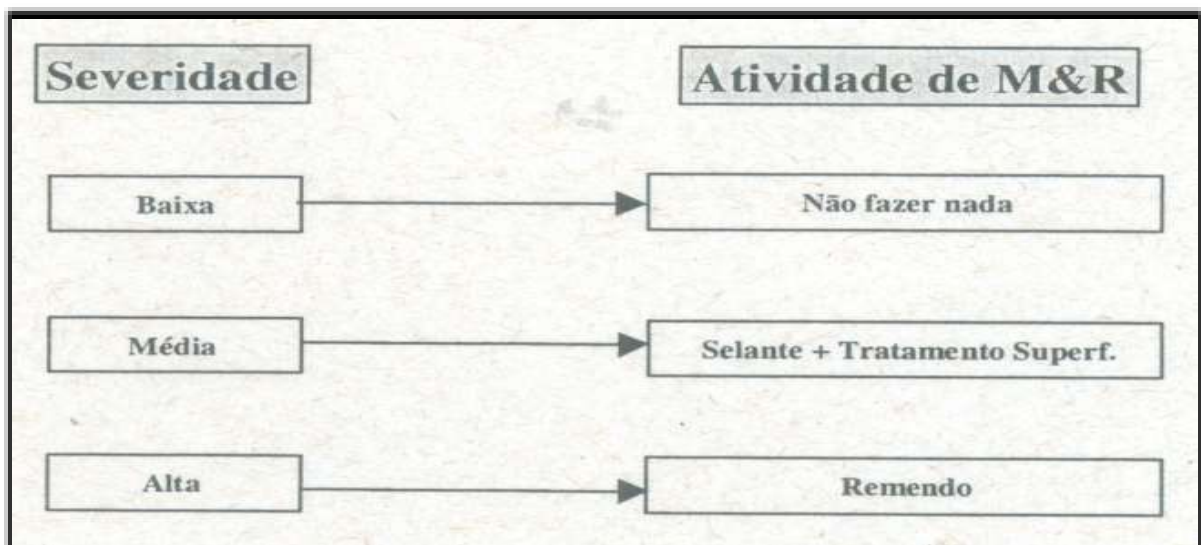 Severidade
Atividade de M&R
Baixa
Não fazer nada
Média
Selante + Tratamento Superf.
Alta
Remendo